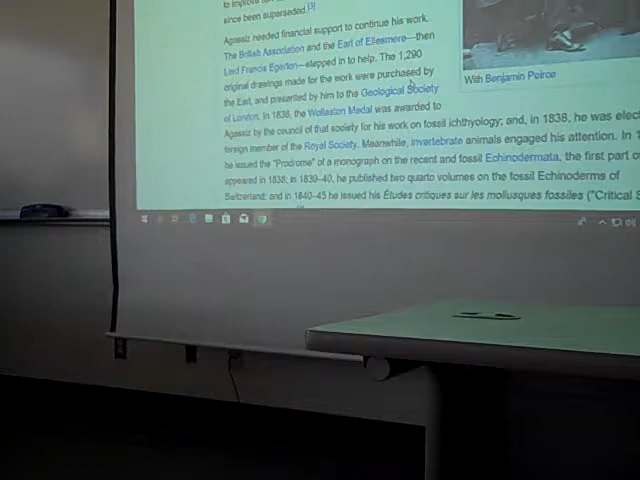 since been superseded.[3]
Agassiz needed financial support to continue his work.
The British Association and the Earl of Ellesmere—then
Lord Francis Egerton—stepped in to help. The 1,290
original drawings made for the work were purchased by
the Earl, and presented by him to the Geological Society
of London. In 1838, the Wollaston Medal was awarded to
Agassiz by the council of that society for his work on fossil ichthyology; and, in 1838, he was elec
foreign member of the Royal Society. Meanwhile, invertebrate animals engaged his attention. In 1
he issued the "Prodrome" of a monograph on the recent and fossil Echinodermata, the first part o
appeared in 1838; in 1839–40, he published two quarto volumes on the fossil Echinoderms of
Switzerland; and in 1840–45 he issued his Études critiques sur les mollusques fossiles ("Critical S
With Benjamin Peirce